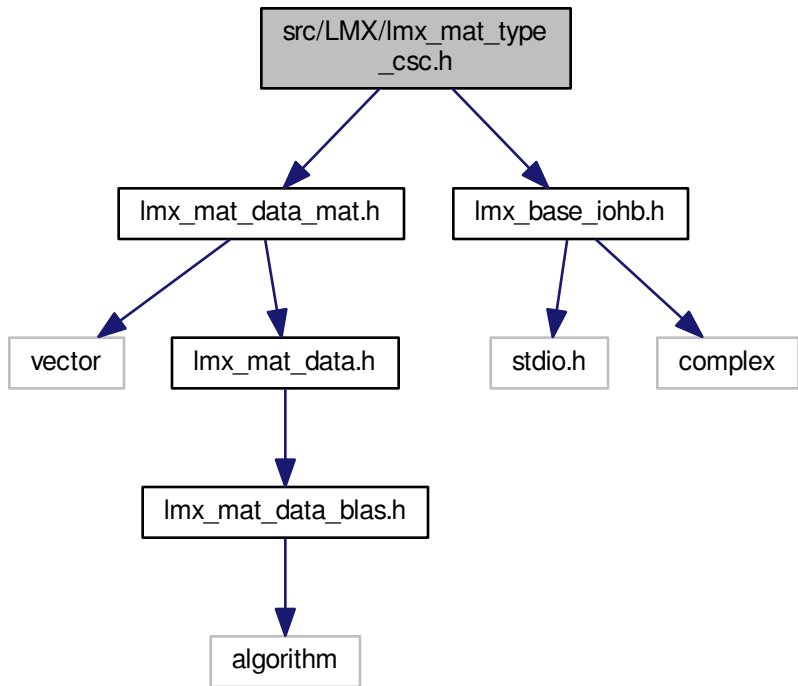 src/LMX/lmx_mat_type
_csc.h
lmx_mat_data_mat.h
lmx_base_iohb.h
vector
lmx_mat_data.h
stdio.h
complex
lmx_mat_data_blas.h
algorithm